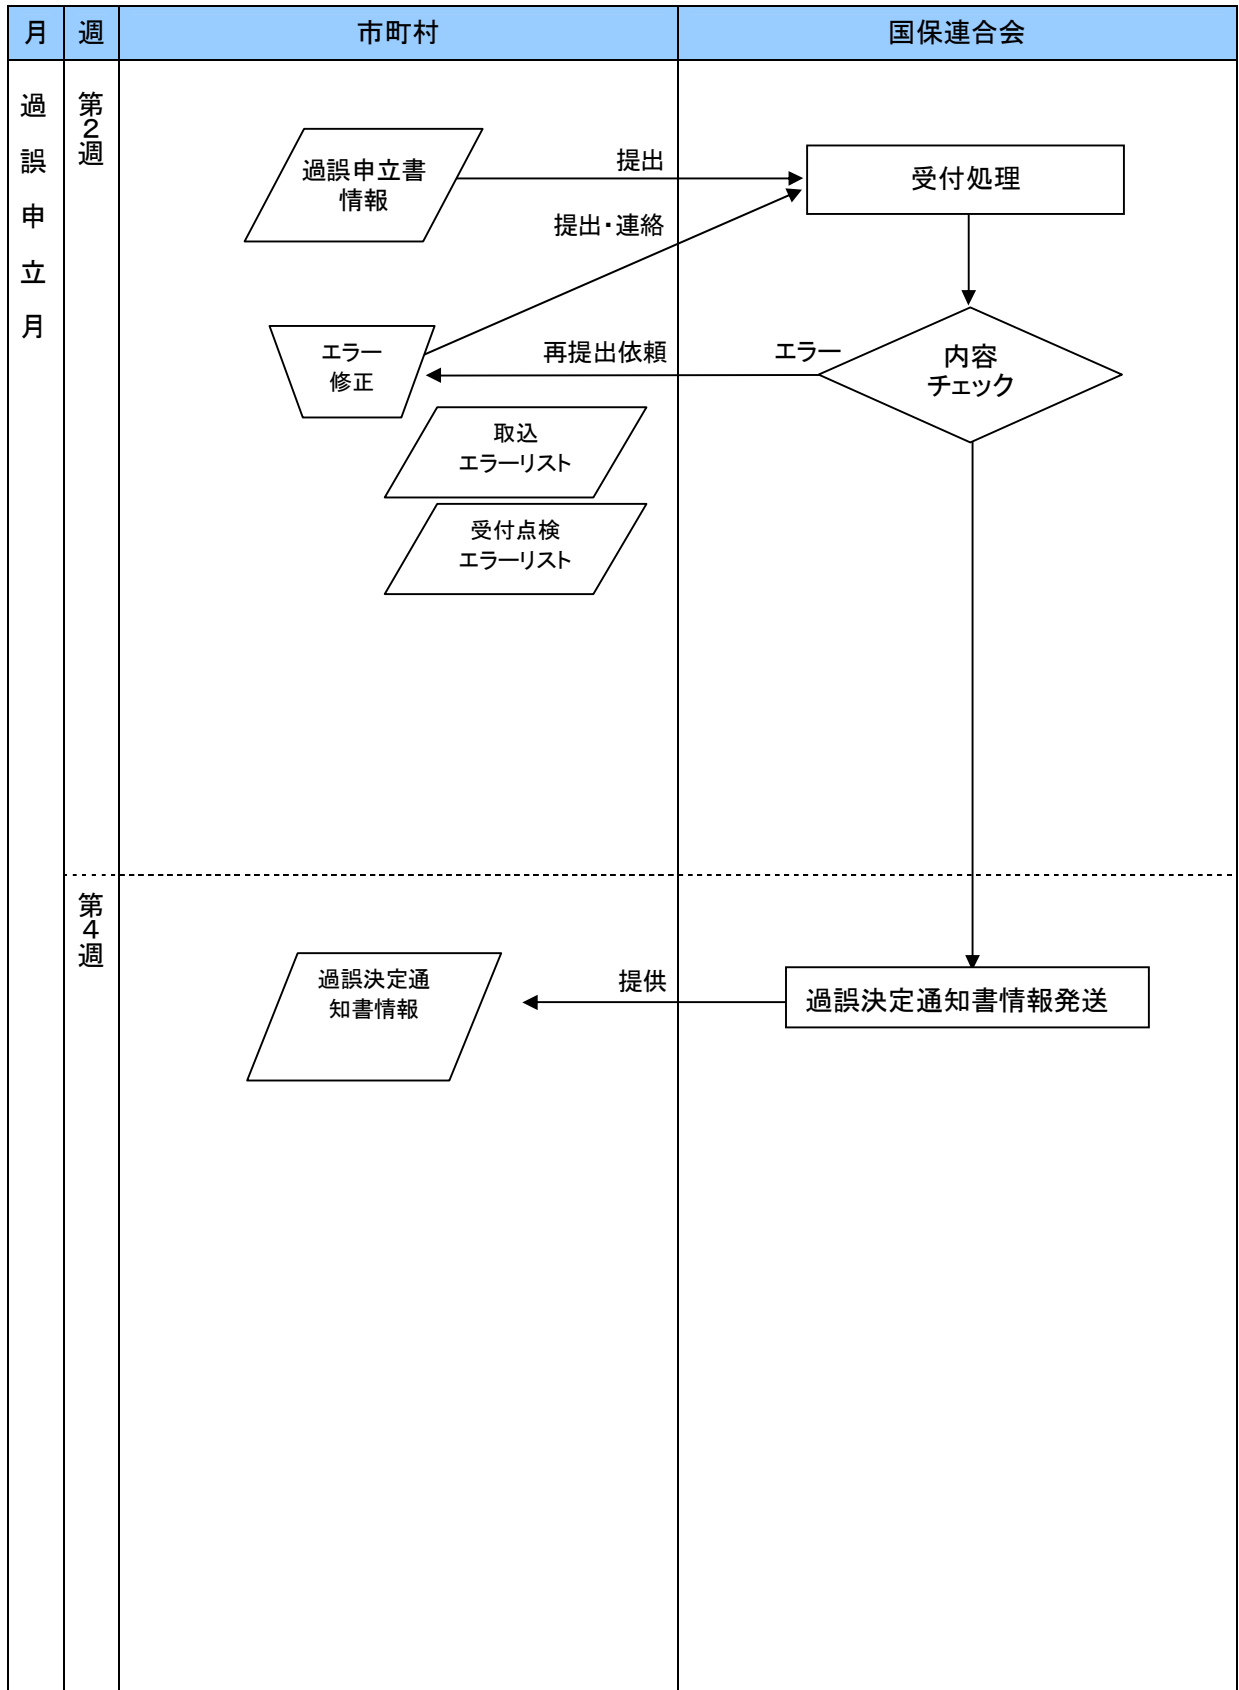 月
週
市町村
国保連合会
過誤申立月
第2週
過誤申立書
情報
提出
受付処理
提出・連絡
エラー
修正
再提出依頼
エラー
内容
チェック
取込
エラーリスト
受付点検
エラーリスト
第4週
過誤決定通
知書情報
提供
過誤決定通知書情報発送